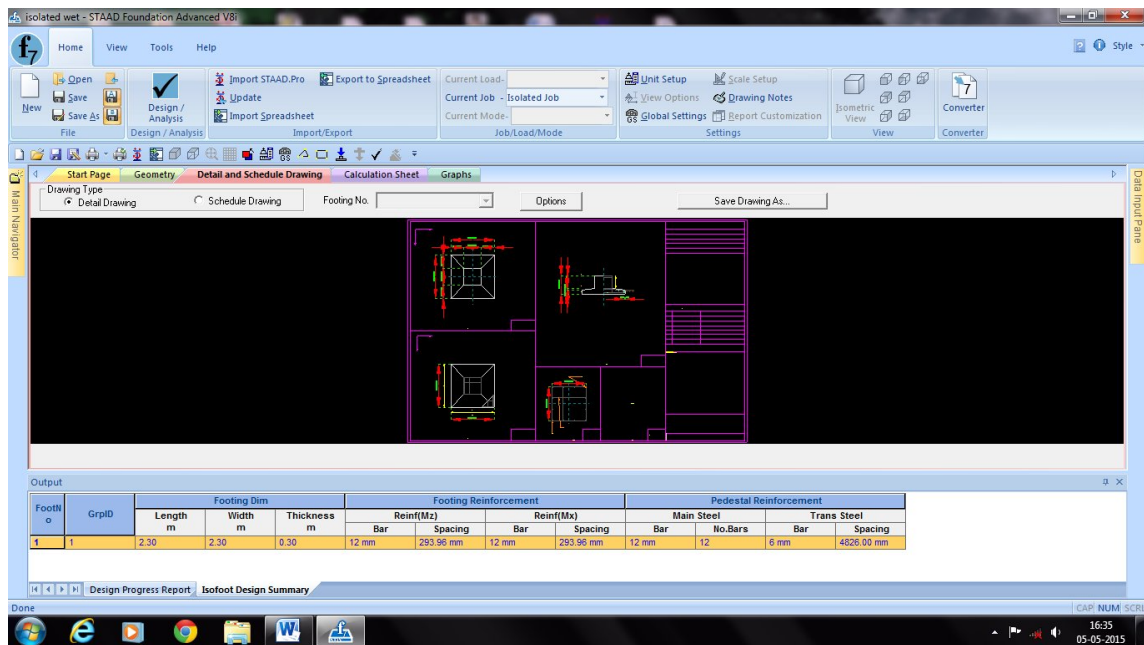 isolated wet - STAAD Foundation Advanced V8i
Home View Tools Help
Style
New
Open
Save
Save As
File
Design / Analysis
Design / Analysis
Import STAAD.Pro
Update
Import Spreadsheet
Export to Spreadsheet
Import/Export
Current Load-
Current Job - Isolated Job
Current Mode-
Job/Load/Mode
Unit Setup
View Options
Global Settings
Scale Setup
Drawing Notes
Report Customization
Settings
Isometric View
View
7
Converter
Converter
Main Navigator
Data Input Pane
Start Page Geometry Detail and Schedule Drawing Calculation Sheet Graphs
Drawing Type
Detail Drawing Schedule Drawing Footing No. Options Save Drawing As...
Output
FootN o GrpID Footing Dim Footing Reinforcement Pedestal Reinforcement
Length m Width m Thickness m Reinf(Mz) Reinf(Mx) Main Steel Trans Steel
Bar Spacing Bar Spacing Bar No.Bars Bar Spacing
1 1 2.30 2.30 0.30 12 mm 293.96 mm 12 mm 293.96 mm 12 mm 12 6 mm 4826.00 mm
Design Progress Report Isofoot Design Summary
Done CAP NUM SCRL
16:35
05-05-2015